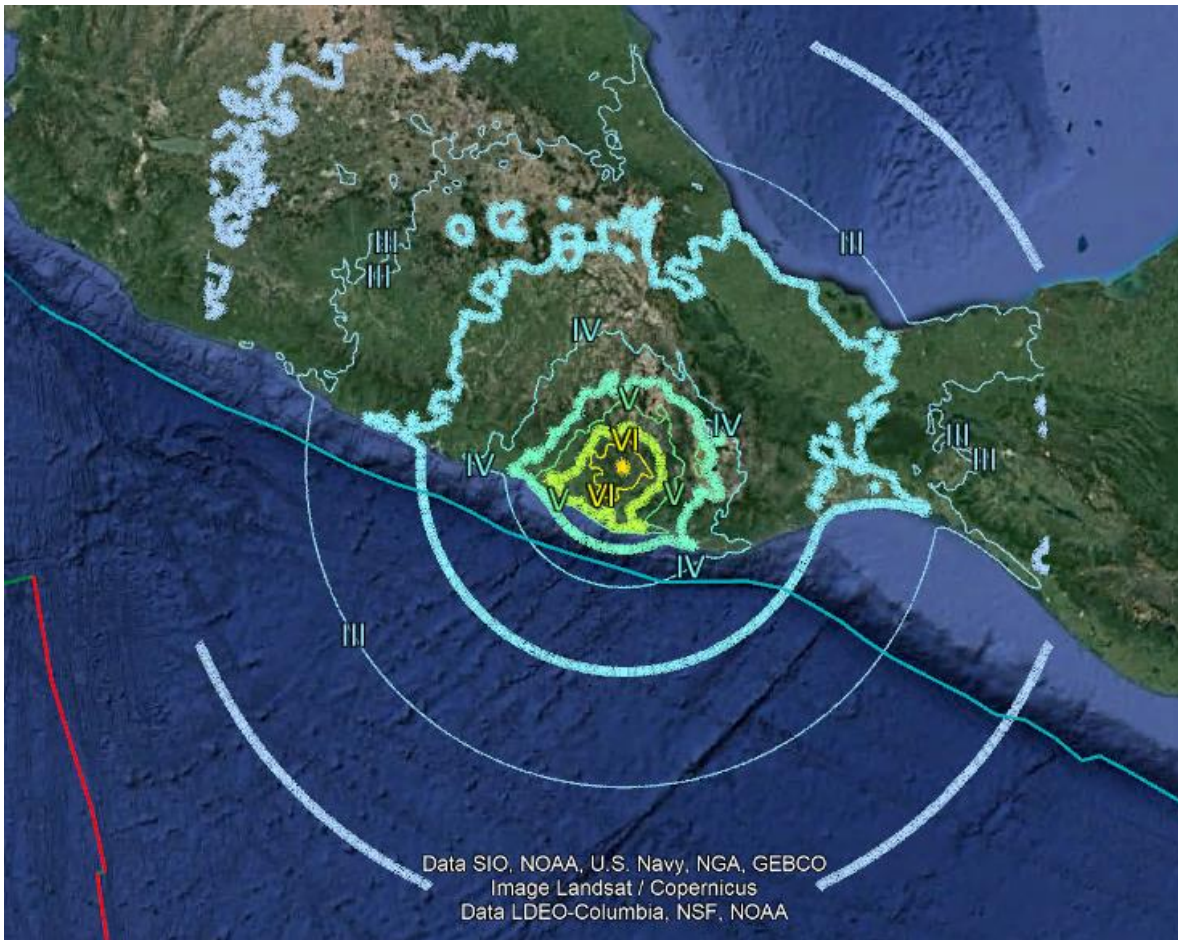 III
III
III
IV
V
IV
VI
IV
V
VI
V
III
III
IV
III
Data SIO, NOAA, U.S. Navy, NGA, GEBCO
Image Landsat / Copernicus
Data LDEO-Columbia, NSF, NOAA